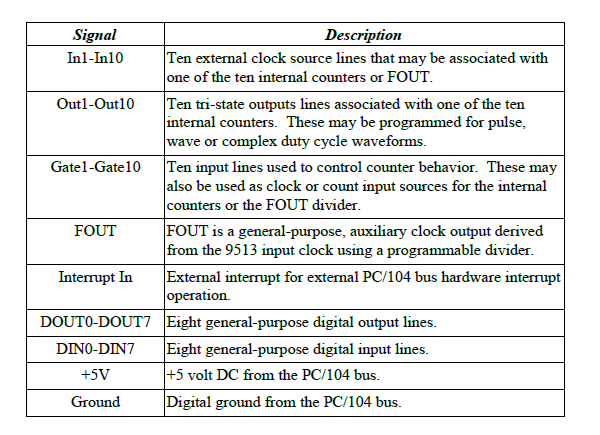 Signal Description
In1-In10 Ten external clock source lines that may be associated with
one of the ten internal counters or FOUT.
Out1-Out10 Ten tri-state outputs lines associated with one of the ten
internal counters. These may be programmed for pulse,
wave or complex duty cycle waveforms.
Gate1-Gate10 Ten input lines used to control counter behavior. These may
also be used as clock or count input sources for the internal
counters or the FOUT divider.
FOUT FOUT is a general-purpose, auxiliary clock output derived
from the 9513 input clock using a programmable divider.
Interrupt In External interrupt for external PC/104 bus hardware interrupt
operation.
DOUT0-DOUT7 Eight general-purpose digital output lines.
DIN0-DIN7 Eight general-purpose digital input lines.
+5V +5 volt DC from the PC/104 bus.
Ground Digital ground from the PC/104 bus.